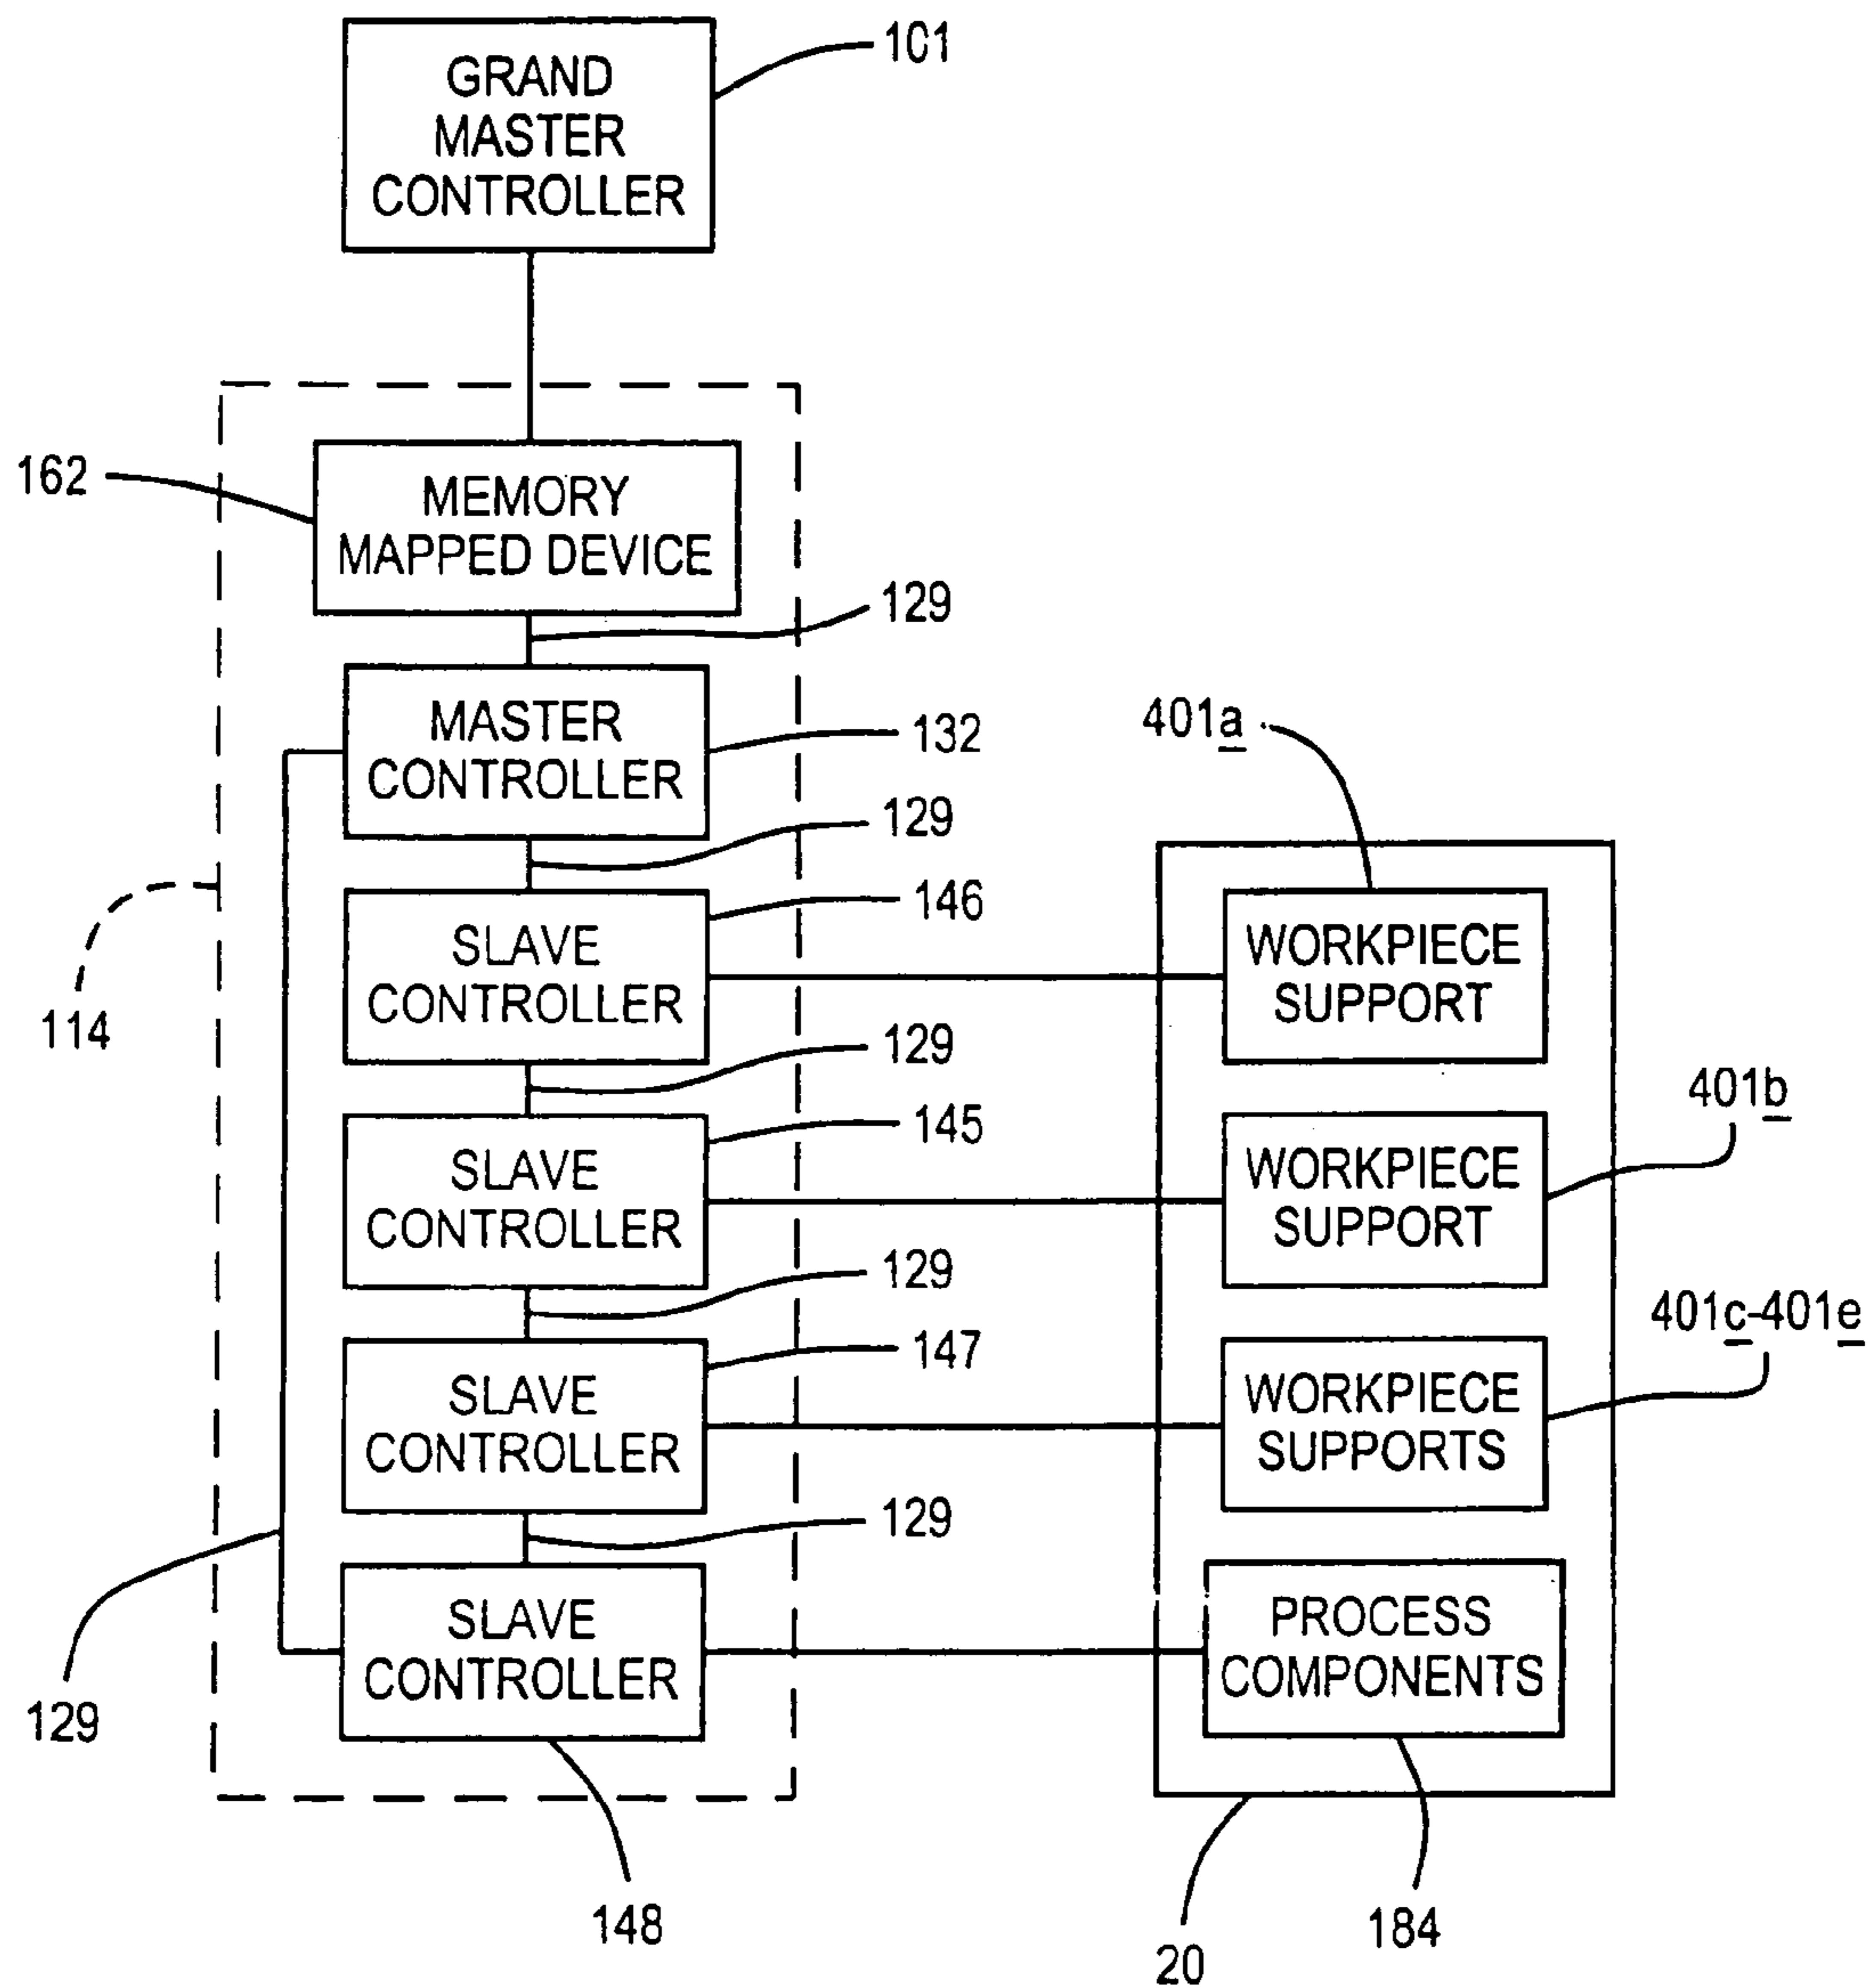 GRAND
MASTER
CONTROLLER
101
162
MEMORY
MAPPED DEVICE
129
MASTER
CONTROLLER
132
129
401a
114
SLAVE
CONTROLLER
146
WORKPIECE
SUPPORT
129
401b
SLAVE
CONTROLLER
145
WORKPIECE
SUPPORT
129
401c-401e
SLAVE
CONTROLLER
147
WORKPIECE
SUPPORTS
129
SLAVE
CONTROLLER
PROCESS
COMPONENTS
129
148
184
20